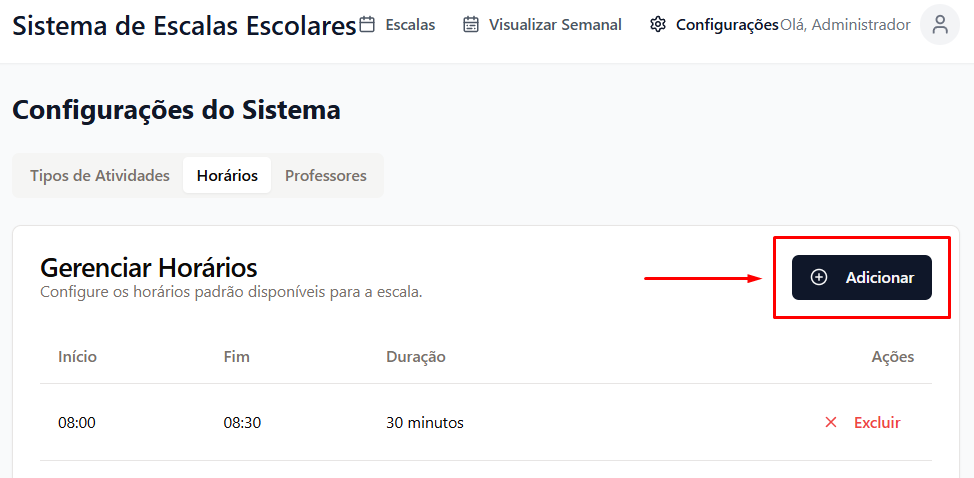 Sistema de Escalas Escolares Escalas Visualizar Semanal Configurações Olá, Administrador
Configurações do Sistema
Tipos de Atividades Horários Professores
Gerenciar Horários
Configure os horários padrão disponíveis para a escala.
Adicionar
Início Fim Duração Ações
08:00 08:30 30 minutos Excluir